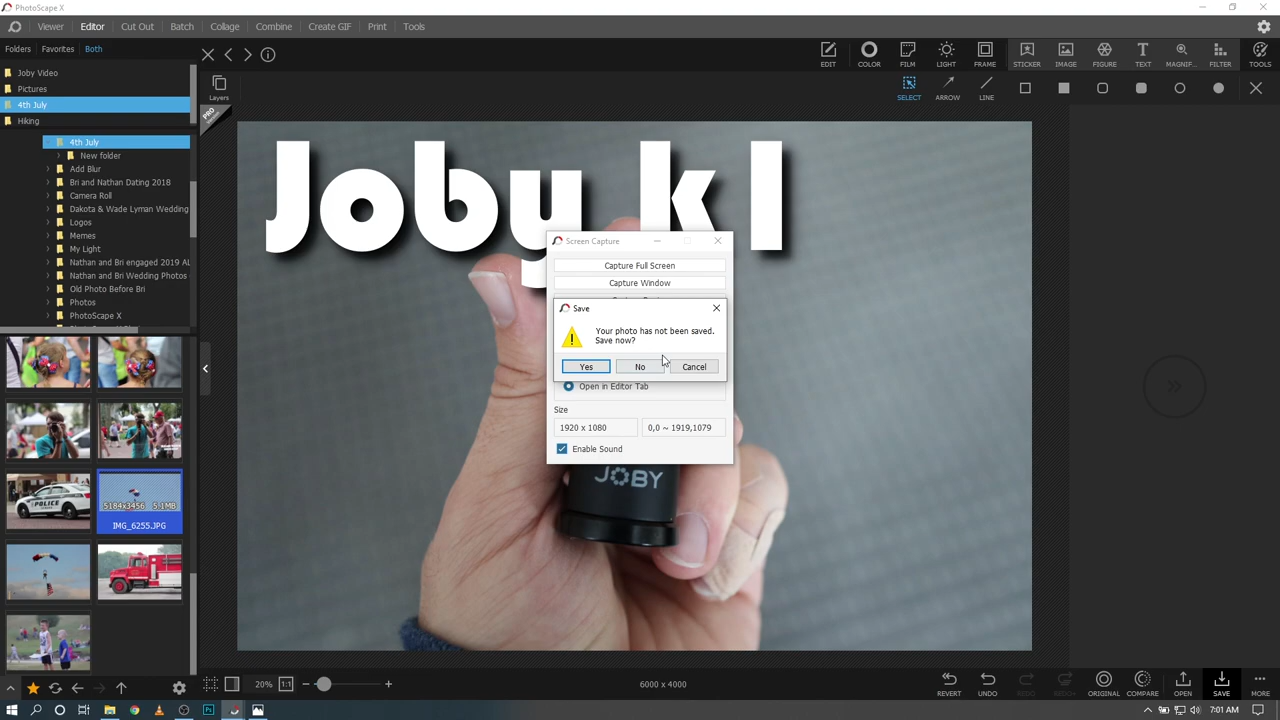 PhotoScape X
Viewer Editor Cut Out Batch Collage Combine Create GIF Print Tools
Folders Favorites Both
EDIT COLOR FILM LIGHT FRAME STICKER IMAGE FIGURE TEXT MAGNIF... FILTER TOOLS
Joby Video
Pictures
4th July
Hiking
Layers
SELECT ARROW LINE
PRO
4th July
New folder
Add Blur
Bri and Nathan Dating 2018
Camera Roll
Dakota & Wade Lyman Wedding
Logos
Memes
My Light
Nathan and Bri engaged 2019 AL
Nathan and Bri Wedding Photos
Old Photo Before Bri
Photos
PhotoScape X
Joby k I
Screen Capture
Capture Full Screen
Capture Window
Save
Your photo has not been saved.
Save now?
Yes No Cancel
Open in Editor Tab
Size
1920 x 1080 0,0 ~ 1919,1079
Enable Sound
JOBY
POLICE
5184x3456 5.1MB
IMG_6255.JPG
20% 1:1
6000 x 4000
REVERT UNDO REDO REDO+ ORIGINAL COMPARE OPEN SAVE MORE
7:01 AM